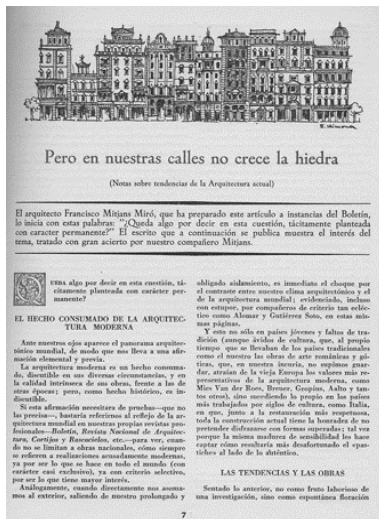 Pero en nuestras calles no crece la hiedra
(Notas sobre tendencias de la Arquitectura actual)
El arquitecto Francisco Mitjans Miró, que ha preparado este artículo a instancias del Boletín,
lo inicia con estas palabras: "¿Queda algo por decir en esta cuestión, tácitamente planteada
con caracter permanente?" El escrito que a continuación se publica muestra el interés del
tema, tratado con gran acierto por nuestro compañero Mitjans.
QUEDA algo por decir en esta cuestión, tá-
citamente planteada con carácter per-
manente?
EL HECHO CONSUMADO DE LA ARQUITEC-
TURA MODERNA
Ante nuestros ojos aparece el panorama arquitec-
tónico mundial, de modo que nos lleva a una afir-
mación elemental y previa.
La arquitectura moderna es un hecho consuma-
do, discutible en sus diversas circunstancias, y en
la calidad intrínseca de sus obras, frente a las de
otras épocas; pero, como hecho histórico, es in-
discutible.
Si esta afirmación necesitara de pruebas—que no
las precisa—, bastaría referirnos al reflejo de la ar-
quitectura mundial en nuestras propias revistas pro-
fesionales—Boletín, Revista Nacional de Arquitec-
tura, Cortijos y Rascacielos, etc.—para ver, cuan-
do no se limitan a obras nacionales, cómo siempre
se refieren a realizaciones acusadamente modernas,
ya por ser lo que se hace en todo el mundo (con
carácter casi exclusivo), ya con criterio selectivo,
por ser lo que tiene mayor interés.
Análogamente, cuando directamente nos asoma-
mos al exterior, saliendo de nuestro prolongado y
obligado aislamiento, es inmediato el choque por
el contraste entre nuestro clima arquitectónico y el
de la arquitectura mundial; evidenciado, incluso
con estupor, por compañeros de criterio tan ecléc-
tico como Alomar y Gutiérrez Soto, en estas mis-
mas páginas.
Y esto no sólo en países jóvenes y faltos de tra-
dición (aunque ávidos de cultura, que, al propio
tiempo que se llevaban de los países tradicionales
como el nuestro las obras de arte románicas y gó-
ticas, que, en nuestra incuria, no supimos guar-
dar, atraían de la vieja Europa los valores más re-
presentativos de la arquitectura moderna, como
Mies Van der Roes, Breuer, Gropius, Aalto y tan-
tos otros), sino sucediendo lo propio en los países
más trabajados por siglos de cultura, como Italia,
en que, junto a la restauración más respetuosa,
toda la construcción actual tiene la honradez de no
pretender disfrazarse con formas superadas; tal vez
porque la misma madurez de sensibilidad les hace
captar cómo resultaría más desafortunado el «pas-
tiche» al lado de lo auténtico.
LAS TENDENCIAS Y LAS OBRAS
Sentado lo anterior, no como fruto laborioso de
una investigación, sino como espontánea floración
7